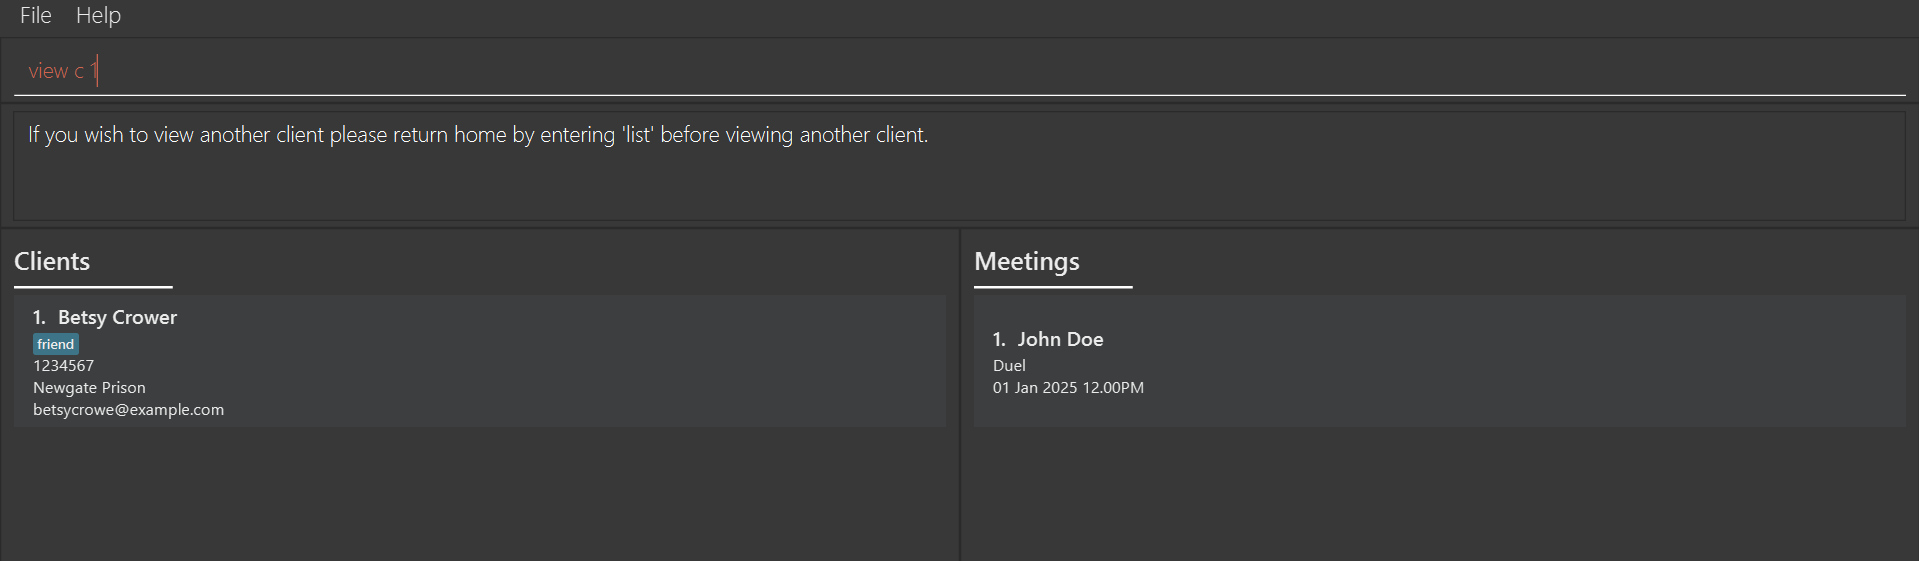 File Help
view c 1
If you wish to view another client please return home by entering 'list' before viewing another client.
Clients
1. Betsy Crower
friend
1234567
Newgate Prison
betsycrowe@example.com
Meetings
1. John Doe
Duel
01 Jan 2025 12.00PM